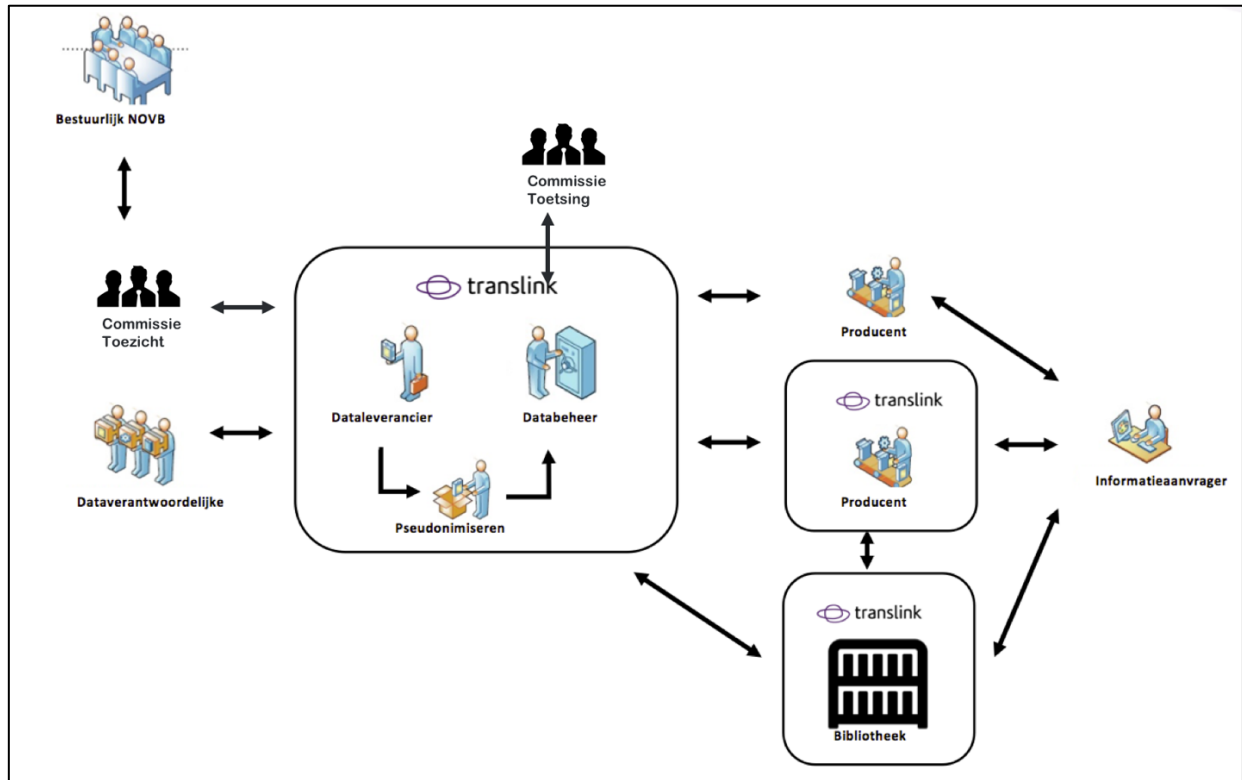 Bestuurlijk NOVB
Commissie
Toetsing
Commissie
Toezicht
translink
Dataleverancier
Databeheer
Pseudonimiseren
Dataverantwoordelijke
Producent
translink
Producent
Informatieaanvrager
translink
Bibliotheek